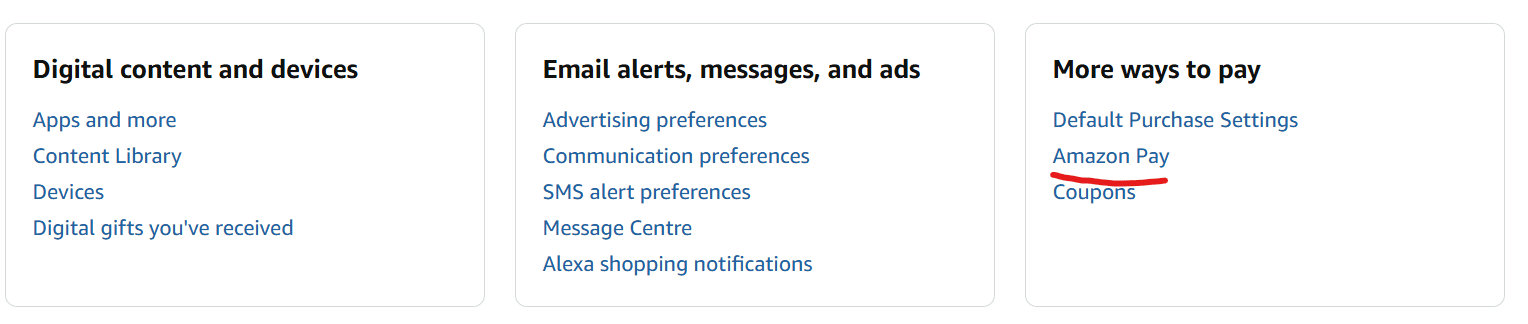 Digital content and devices
Apps and more
Content Library
Devices
Digital gifts you've received
Email alerts, messages, and ads
Advertising preferences
Communication preferences
SMS alert preferences
Message Centre
Alexa shopping notifications
More ways to pay
Default Purchase Settings
Amazon Pay
Coupons